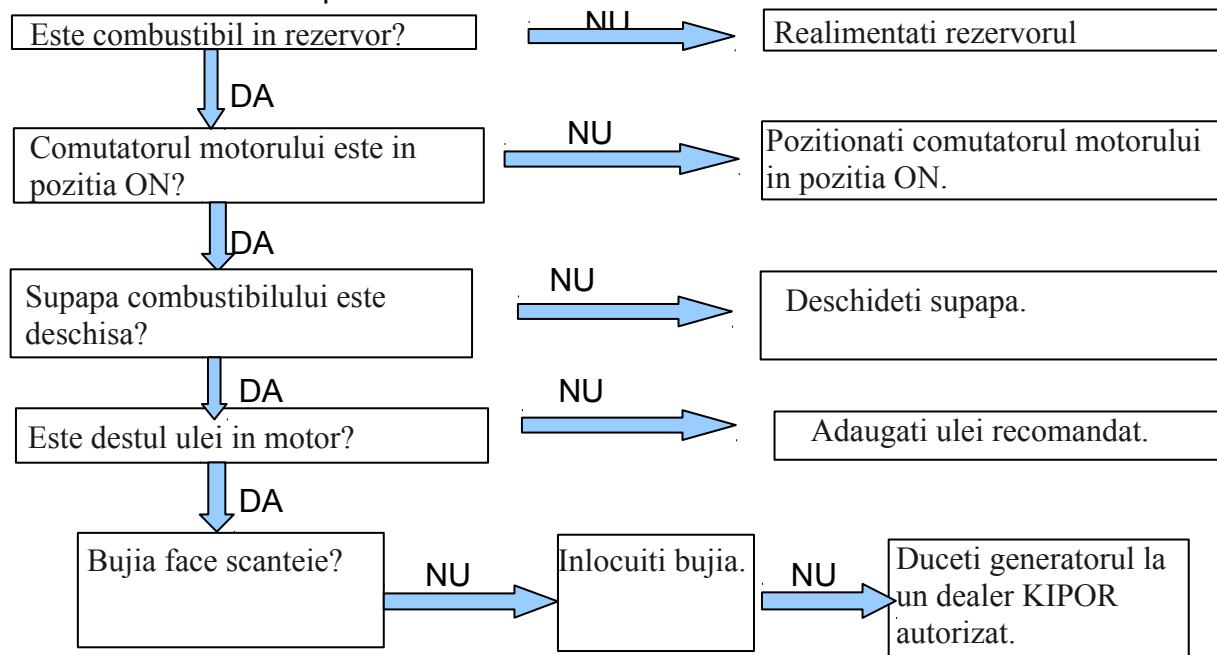 Este combustibil in rezervor?
NU
Realimentati rezervorul
DA
Comutatorul motorului este in
pozitia ON?
NU
Pozitionati comutatorul motorului
in pozitia ON.
DA
Supapa combustibilului este
deschisa?
NU
Deschideti supapa.
DA
Este destul ulei in motor?
NU
Adaugati ulei recomandat.
DA
Bujia face scanteie?
NU
Inlocuiti bujia.
NU
Duceti generatorul la
un dealer KIPOR
autorizat.